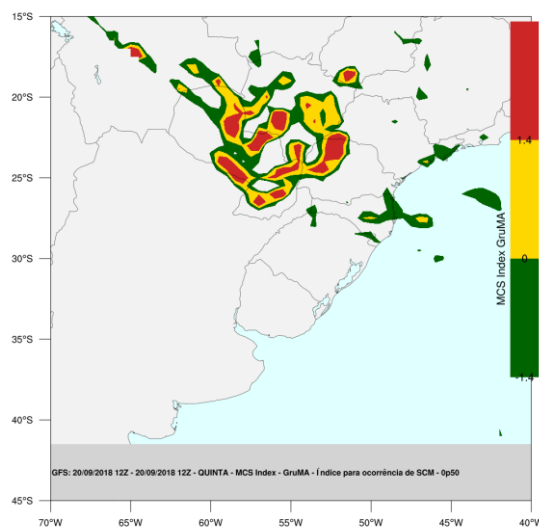 15°S
20°S
25°S
30°S
35°S
40°S
45°S
70°W
65°W
60°W
55°W
50°W
45°W
40°W
1.4
0
-1.4
MCS Index GruMA
GFS: 20/09/2018 12Z - 20/09/2018 12Z - QUINTA - MCS Index - GruMA - Índice para ocorrência de SCM - 0p50